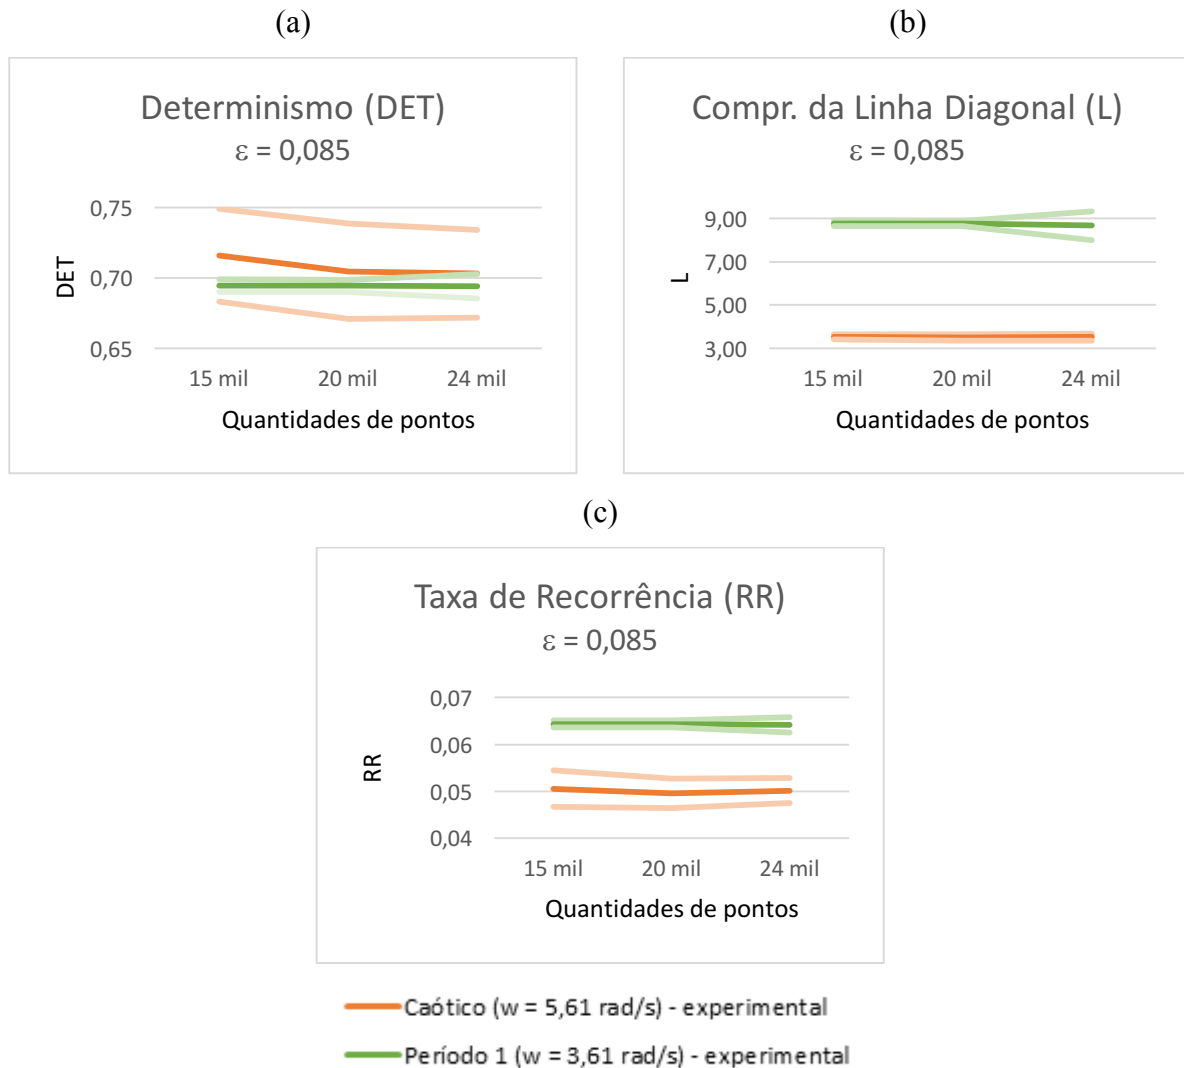 (a)
Determinismo (DET)
ε = 0,085
0,75
0,70
0,65
DET
15 mil 20 mil 24 mil
Quantidades de pontos
(b)
Compr. da Linha Diagonal (L)
ε = 0,085
9,00
7,00
5,00
3,00
L
15 mil 20 mil 24 mil
Quantidades de pontos
(c)
Taxa de Recorrência (RR)
ε = 0,085
0,07
0,06
0,05
0,04
RR
15 mil 20 mil 24 mil
Quantidades de pontos
Caótico (w = 5,61 rad/s) - experimental
Período 1 (w = 3,61 rad/s) - experimental